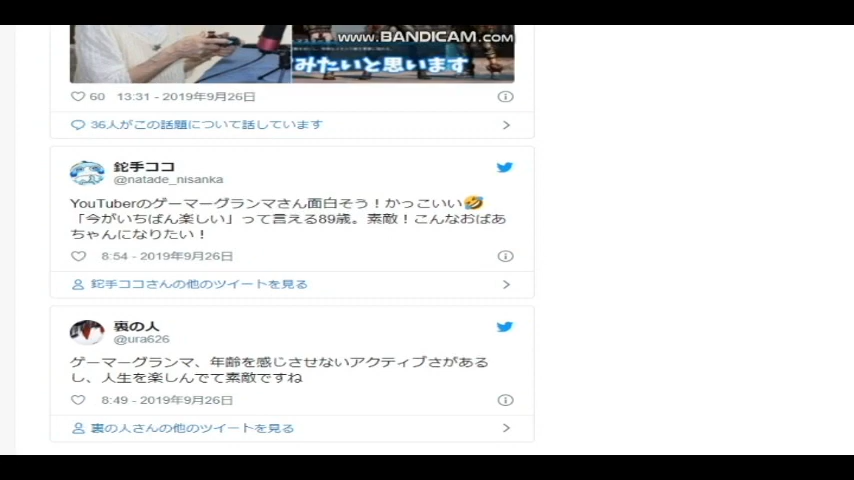 www.BANDICAM.com
みたいと思います
60 13:31 - 2019年9月26日
36人がこの話題について話しています
鉈手ココ
@natade_nisanka
YouTuberのゲーマーグランマさん面白そう！かっこいい🤣
「今がいちばん楽しい」って言える89歳。素敵！こんなおばあ
ちゃんになりたい！
8:54 - 2019年9月26日
鉈手ココさんの他のツイートを見る
裏の人
@ura626
ゲーマーグランマ、年齢を感じさせないアクティブさがある
し、人生を楽しんでて素敵ですね
8:49 - 2019年9月26日
裏の人さんの他のツイートを見る